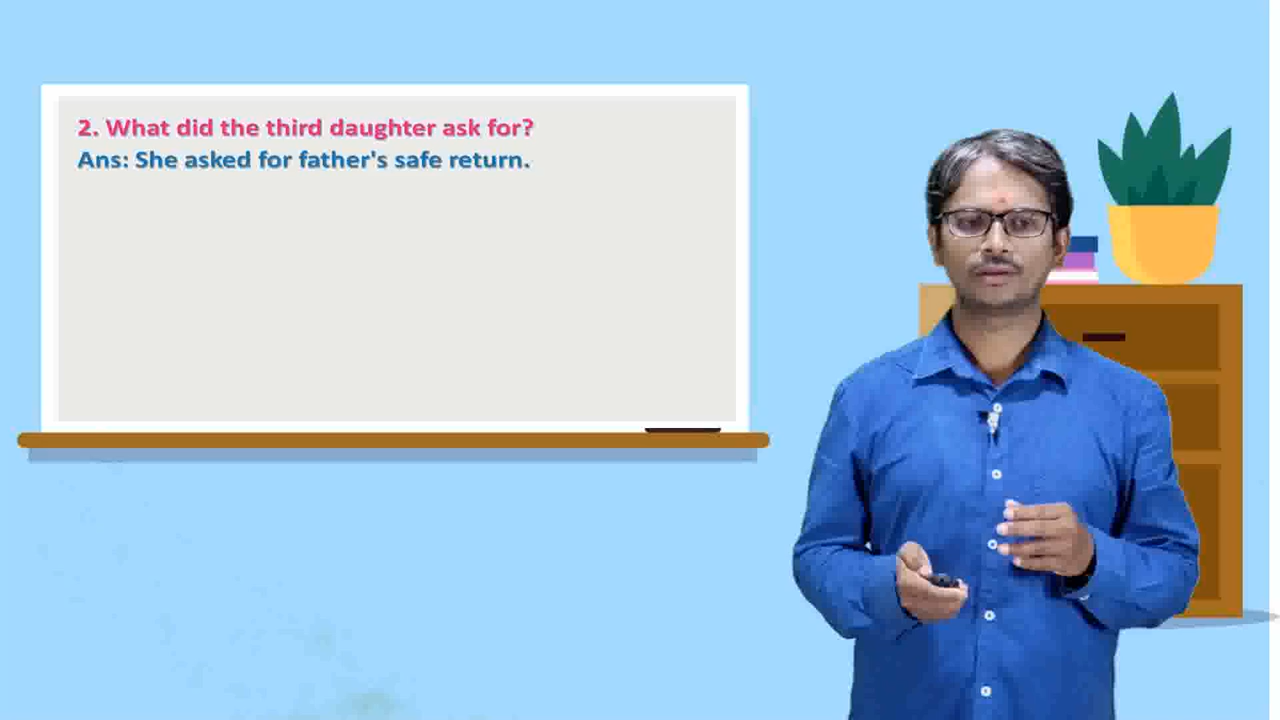 2. What did the third daughter ask for?
Ans: She asked for father's safe return.